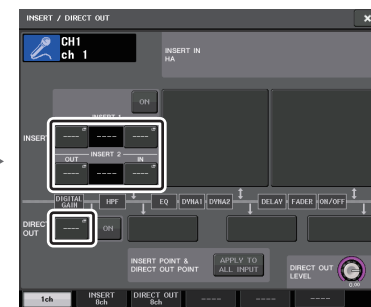 INSERT / DIRECT OUT
CH1
ch 1
INSERT IN
HA
ON
INSERT 1
INSERT
---- ---- ----
OUT INSERT 2 IN
---- ---- ----
DIGITAL GAIN HPF EQ DYNA1 DYNA2 DELAY FADER ON/OFF
DIRECT OUT
---- ON
INSERT POINT &
DIRECT OUT POINT
APPLY TO
ALL INPUT
DIRECT OUT
LEVEL
0.00
1ch
INSERT
8ch
DIRECT OUT
8ch
---- ---- ----